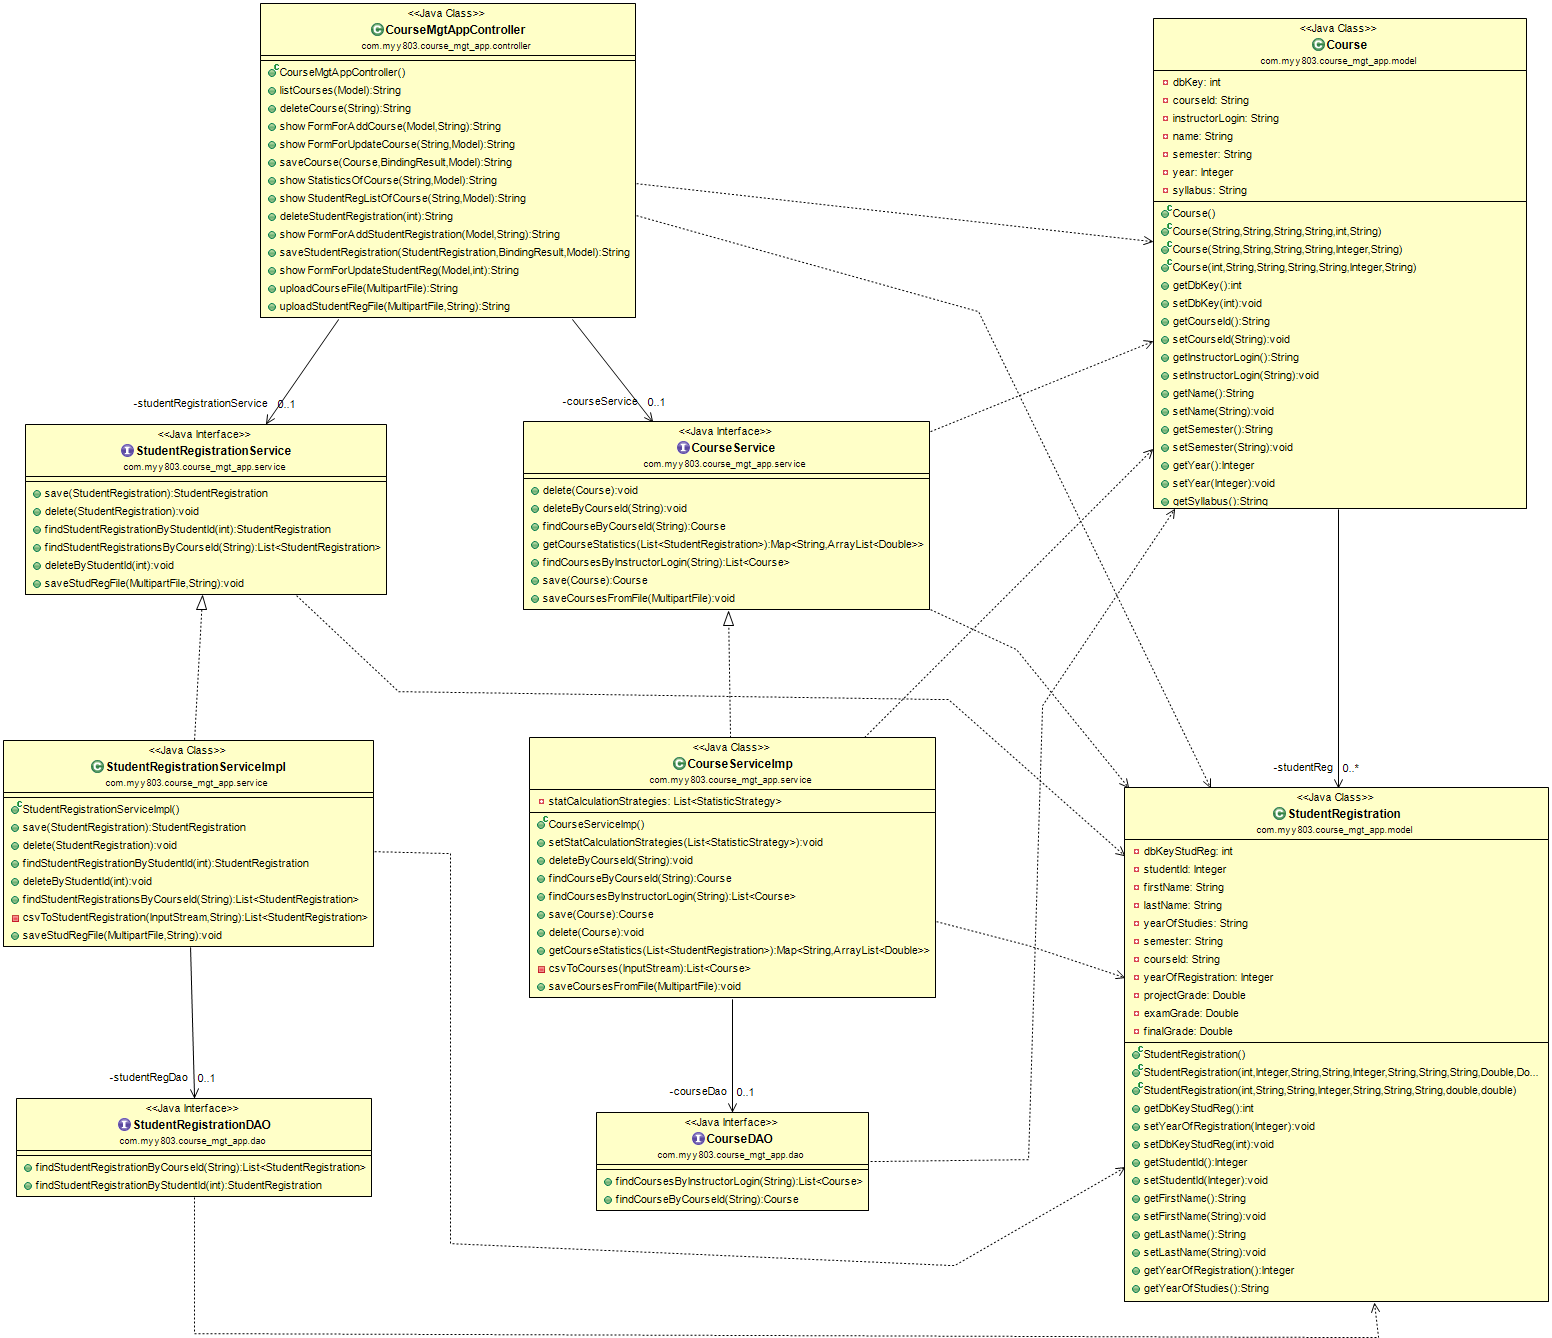 <<Java Class>>
CourseMgtAppController
com.myy803.course_mgt_app.controller
CourseMgtAppController()
listCourses(Model):String
deleteCourse(String):String
showFormForAddCourse(Model,String):String
showFormForUpdateCourse(String,Model):String
saveCourse(Course,BindingResult,Model):String
showStatisticsOfCourse(String,Model):String
showStudentRegListOfCourse(String,Model):String
deleteStudentRegistration(int):String
showFormForAddStudentRegistration(Model,String):String
saveStudentRegistration(StudentRegistration,BindingResult,Model):String
showFormForUpdateStudentReg(Model,int):String
uploadCourseFile(MultipartFile):String
uploadStudentRegFile(MultipartFile,String):String
<<Java Class>>
Course
com.myy803.course_mgt_app.model
dbKey: int
courseId: String
instructorLogin: String
name: String
semester: String
year: Integer
syllabus: String
Course()
Course(String,String,String,String,int,String)
Course(String,String,String,String,Integer,String)
Course(int,String,String,String,String,Integer,String)
getDbKey():int
setDbKey(int):void
getCourseId():String
setCourseId(String):void
getInstructorLogin():String
setInstructorLogin(String):void
getName():String
setName(String):void
getSemester():String
setSemester(String):void
getYear():Integer
setYear(Integer):void
getSyllabus():String
-studentRegistrationService 0..1
-courseService 0..1
<<Java Interface>>
StudentRegistrationService
com.myy803.course_mgt_app.service
save(StudentRegistration):StudentRegistration
delete(StudentRegistration):void
findStudentRegistrationByStudentId(int):StudentRegistration
findStudentRegistrationsByCourseId(String):List<StudentRegistration>
deleteByStudentId(int):void
saveStudRegFile(MultipartFile,String):void
<<Java Interface>>
CourseService
com.myy803.course_mgt_app.service
delete(Course):void
deleteByCourseId(String):void
findCourseByCourseId(String):Course
getCourseStatistics(List<StudentRegistration>):Map<String,ArrayList<Double>>
findCoursesByInstructorLogin(String):List<Course>
save(Course):Course
saveCoursesFromFile(MultipartFile):void
<<Java Class>>
StudentRegistrationServiceImpl
com.myy803.course_mgt_app.service
StudentRegistrationServiceImpl()
save(StudentRegistration):StudentRegistration
delete(StudentRegistration):void
findStudentRegistrationByStudentId(int):StudentRegistration
deleteByStudentId(int):void
findStudentRegistrationsByCourseId(String):List<StudentRegistration>
csvToStudentRegistration(InputStream,String):List<StudentRegistration>
saveStudRegFile(MultipartFile,String):void
<<Java Class>>
CourseServiceImp
com.myy803.course_mgt_app.service
statCalculationStrategies: List<StatisticStrategy>
CourseServiceImp()
setStatCalculationStrategies(List<StatisticStrategy>):void
deleteByCourseId(String):void
findCourseByCourseId(String):Course
findCoursesByInstructorLogin(String):List<Course>
save(Course):Course
delete(Course):void
getCourseStatistics(List<StudentRegistration>):Map<String,ArrayList<Double>>
csvToCourses(InputStream):List<Course>
saveCoursesFromFile(MultipartFile):void
-studentReg 0..*
<<Java Class>>
StudentRegistration
com.myy803.course_mgt_app.model
dbKeyStudReg: int
studentId: Integer
firstName: String
lastName: String
yearOfStudies: String
semester: String
courseId: String
yearOfRegistration: Integer
projectGrade: Double
examGrade: Double
finalGrade: Double
StudentRegistration()
StudentRegistration(int,Integer,String,String,Integer,String,String,String,Double,Do...
StudentRegistration(int,String,String,Integer,String,String,String,double,double)
getDbKeyStudReg():int
setYearOfRegistration(Integer):void
setDbKeyStudReg(int):void
getStudentId():Integer
setStudentId(Integer):void
getFirstName():String
setFirstName(String):void
getLastName():String
setLastName(String):void
getYearOfRegistration():Integer
getYearOfStudies():String
-studentRegDao 0..1
-courseDao 0..1
<<Java Interface>>
StudentRegistrationDAO
com.myy803.course_mgt_app.dao
findStudentRegistrationByCourseId(String):List<StudentRegistration>
findStudentRegistrationByStudentId(int):StudentRegistration
<<Java Interface>>
CourseDAO
com.myy803.course_mgt_app.dao
findCoursesByInstructorLogin(String):List<Course>
findCourseByCourseId(String):Course